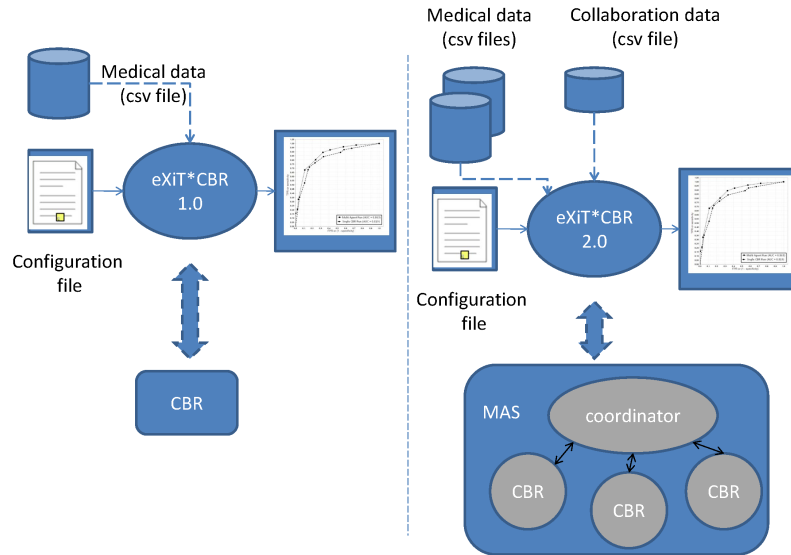 Medical data
(csv file)
eXiT*CBR
1.0
Configuration
file
CBR
Medical data
(csv files)
Collaboration data
(csv file)
eXiT*CBR
2.0
Configuration
file
MAS
coordinator
CBR
CBR
CBR